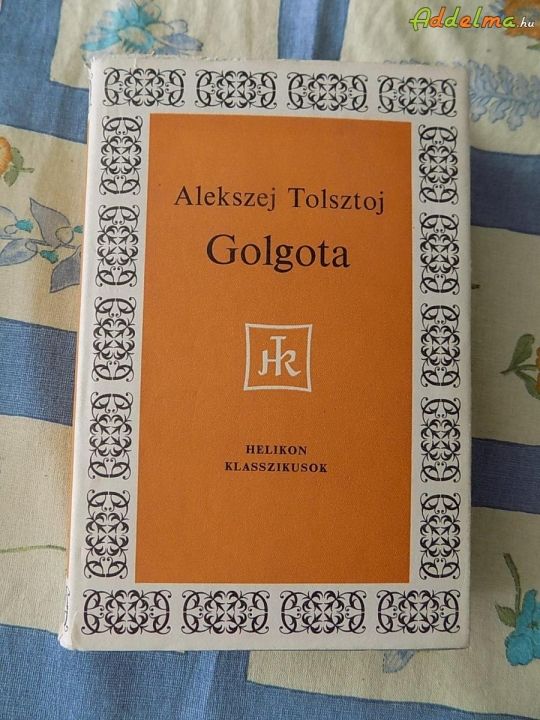 Addelma.hu
Alekszej Tolsztoj
Golgota
HK
HELIKON
KLASSZIKUSOK